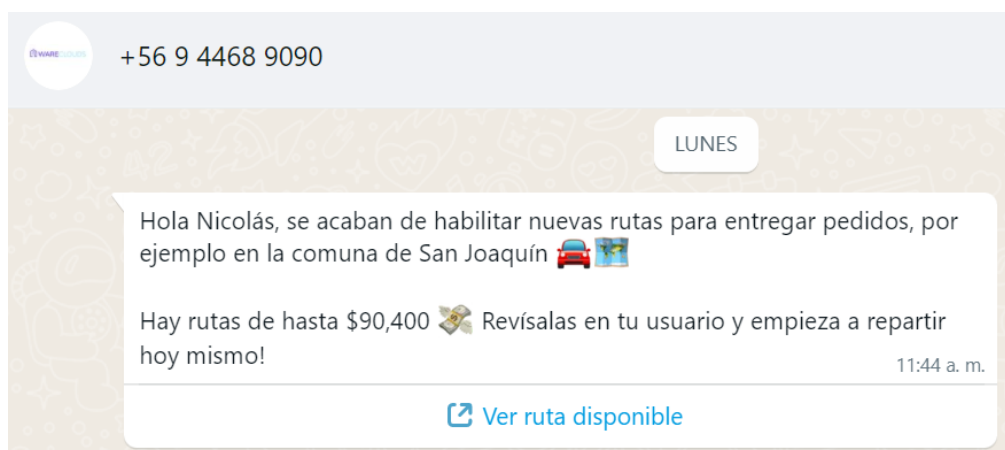 WARECLOUDS
+56 9 4468 9090
LUNES
Hola Nicolás, se acaban de habilitar nuevas rutas para entregar pedidos, por
ejemplo en la comuna de San Joaquín 🚗🗺️
Hay rutas de hasta $90,400 💸 Revísalas en tu usuario y empieza a repartir
hoy mismo!
11:44 a. m.
Ver ruta disponible